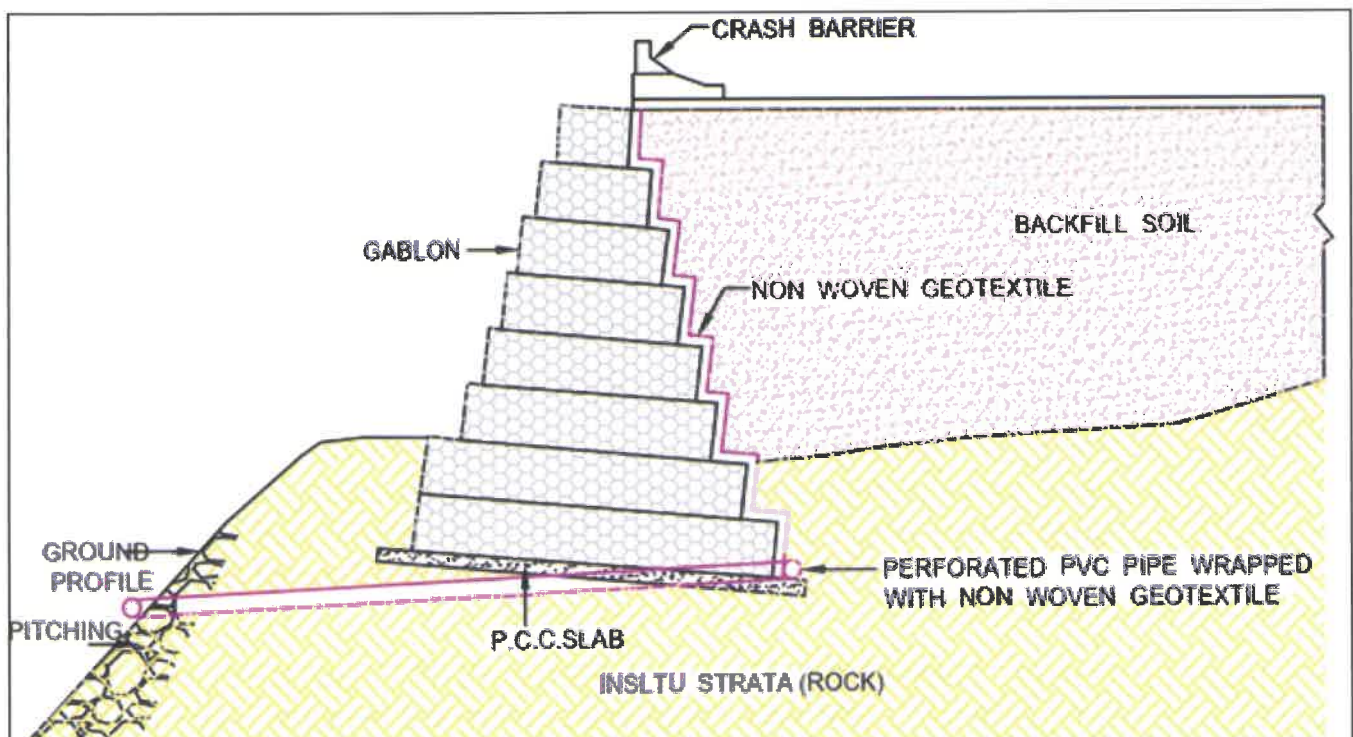 CRASH BARRIER
BACKFILL SOIL
GABLON
NON WOVEN GEOTEXTILE
GROUND
PROFILE
PERFORATED PVC PIPE WRAPPED
WITH NON WOVEN GEOTEXTILE
PITCHING
P.C.C.SLAB
INSLTU STRATA (ROCK)